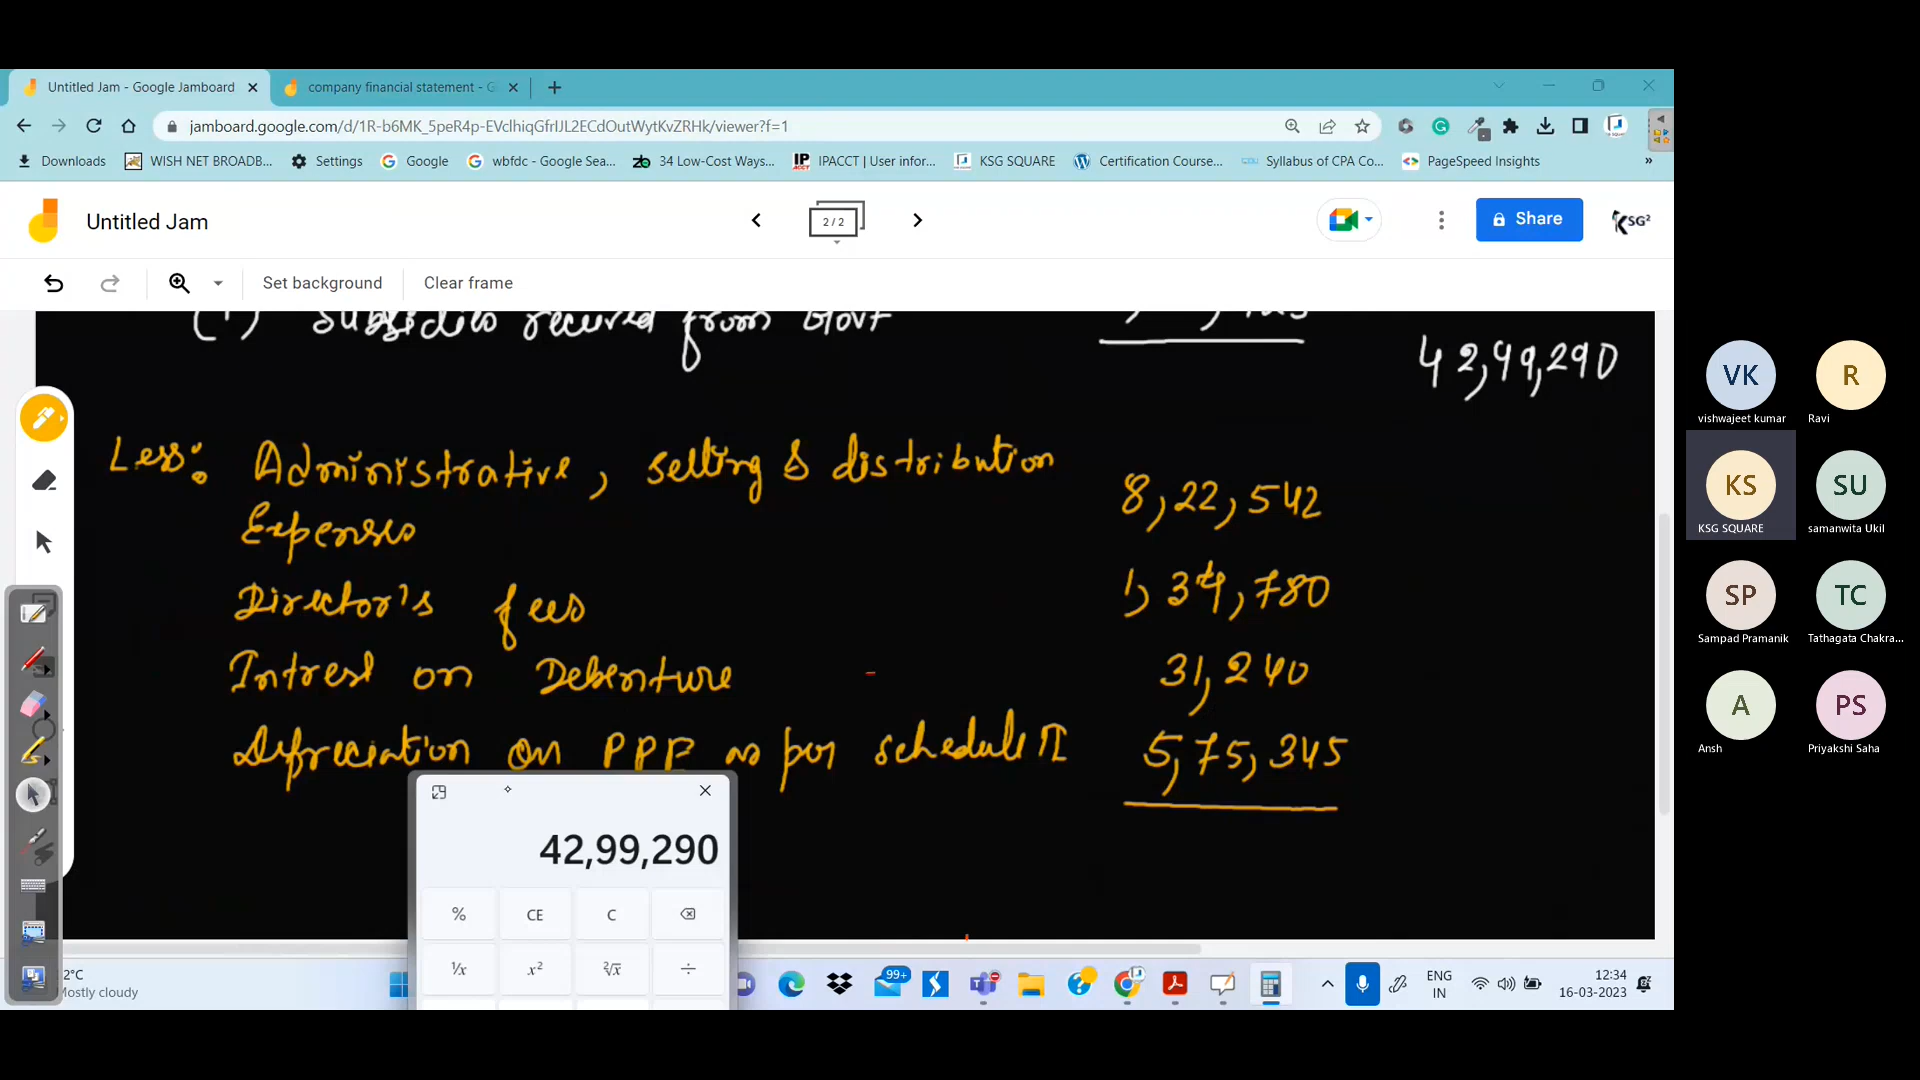 Untitled Jam - Google Jamboard
company financial statement - G
jamboard.google.com/d/1R-b6MK_5peR4p-EVclhiqGfrIJL2ECdOutWytKvZRHk/viewer?f=1
Downloads WISH NET BROADB... Settings Google wbfdc - Google Sea... 34 Low-Cost Ways... IPACCT | User infor... KSG SQUARE Certification Course... Syllabus of CPA Co... PageSpeed Insights »
Untitled Jam
2 / 2
Share
KSG²
Set background
Clear frame
Subsidies received from Govt
42,99,290
Less: Administrative, selling & distribution
Expenses 8,22,542
Director's fees 1,34,780
Intrest on Debenture 31,240
Depreciation on PPE as per schedule II 5,75,345
42,99,290
% CE C
¹/x x² ²√x ÷
2°C
Mostly cloudy
99+
ENG
IN
12:34
16-03-2023
VK
vishwajeet kumar
R
Ravi
KS
KSG SQUARE
SU
samanwita Ukil
SP
Sampad Pramanik
TC
Tathagata Chakra...
A
Ansh
PS
Priyakshi Saha